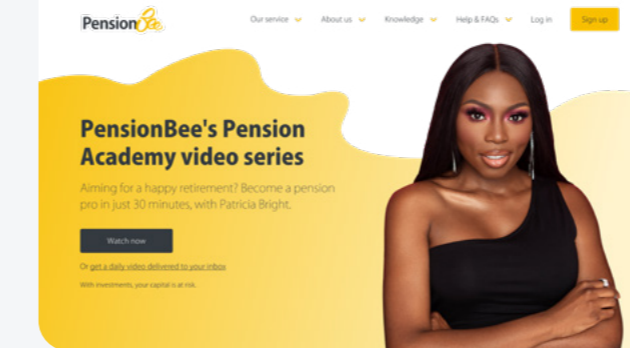 PensionBee
Our service
About us
Knowledge
Help & FAQs
Log in
Sign up
PensionBee's Pension
Academy video series
Aiming for a happy retirement? Become a pension
pro in just 30 minutes, with Patricia Bright.
Watch now
Or get a daily video delivered to your inbox
With investments, your capital is at risk.